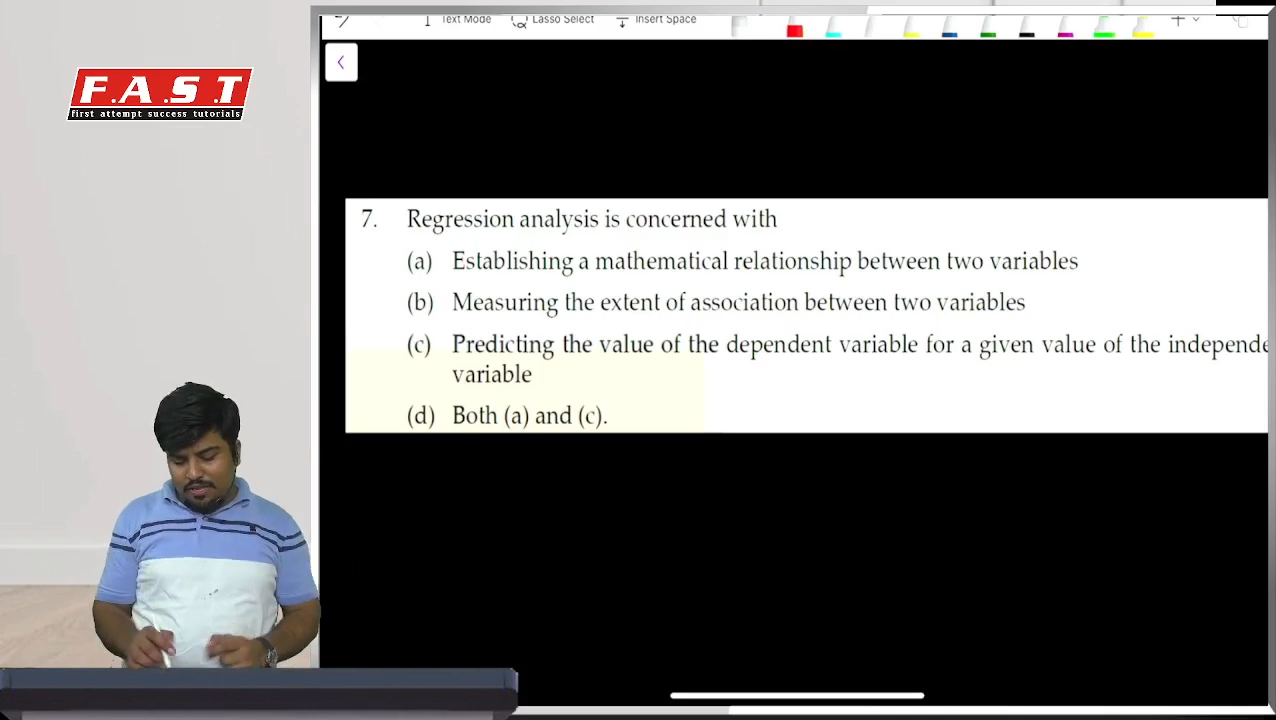 Text Mode Lasso Select Insert Space
F.A.S.T
first attempt success tutorials
7. Regression analysis is concerned with
(a) Establishing a mathematical relationship between two variables
(b) Measuring the extent of association between two variables
(c) Predicting the value of the dependent variable for a given value of the independe
variable
(d) Both (a) and (c).